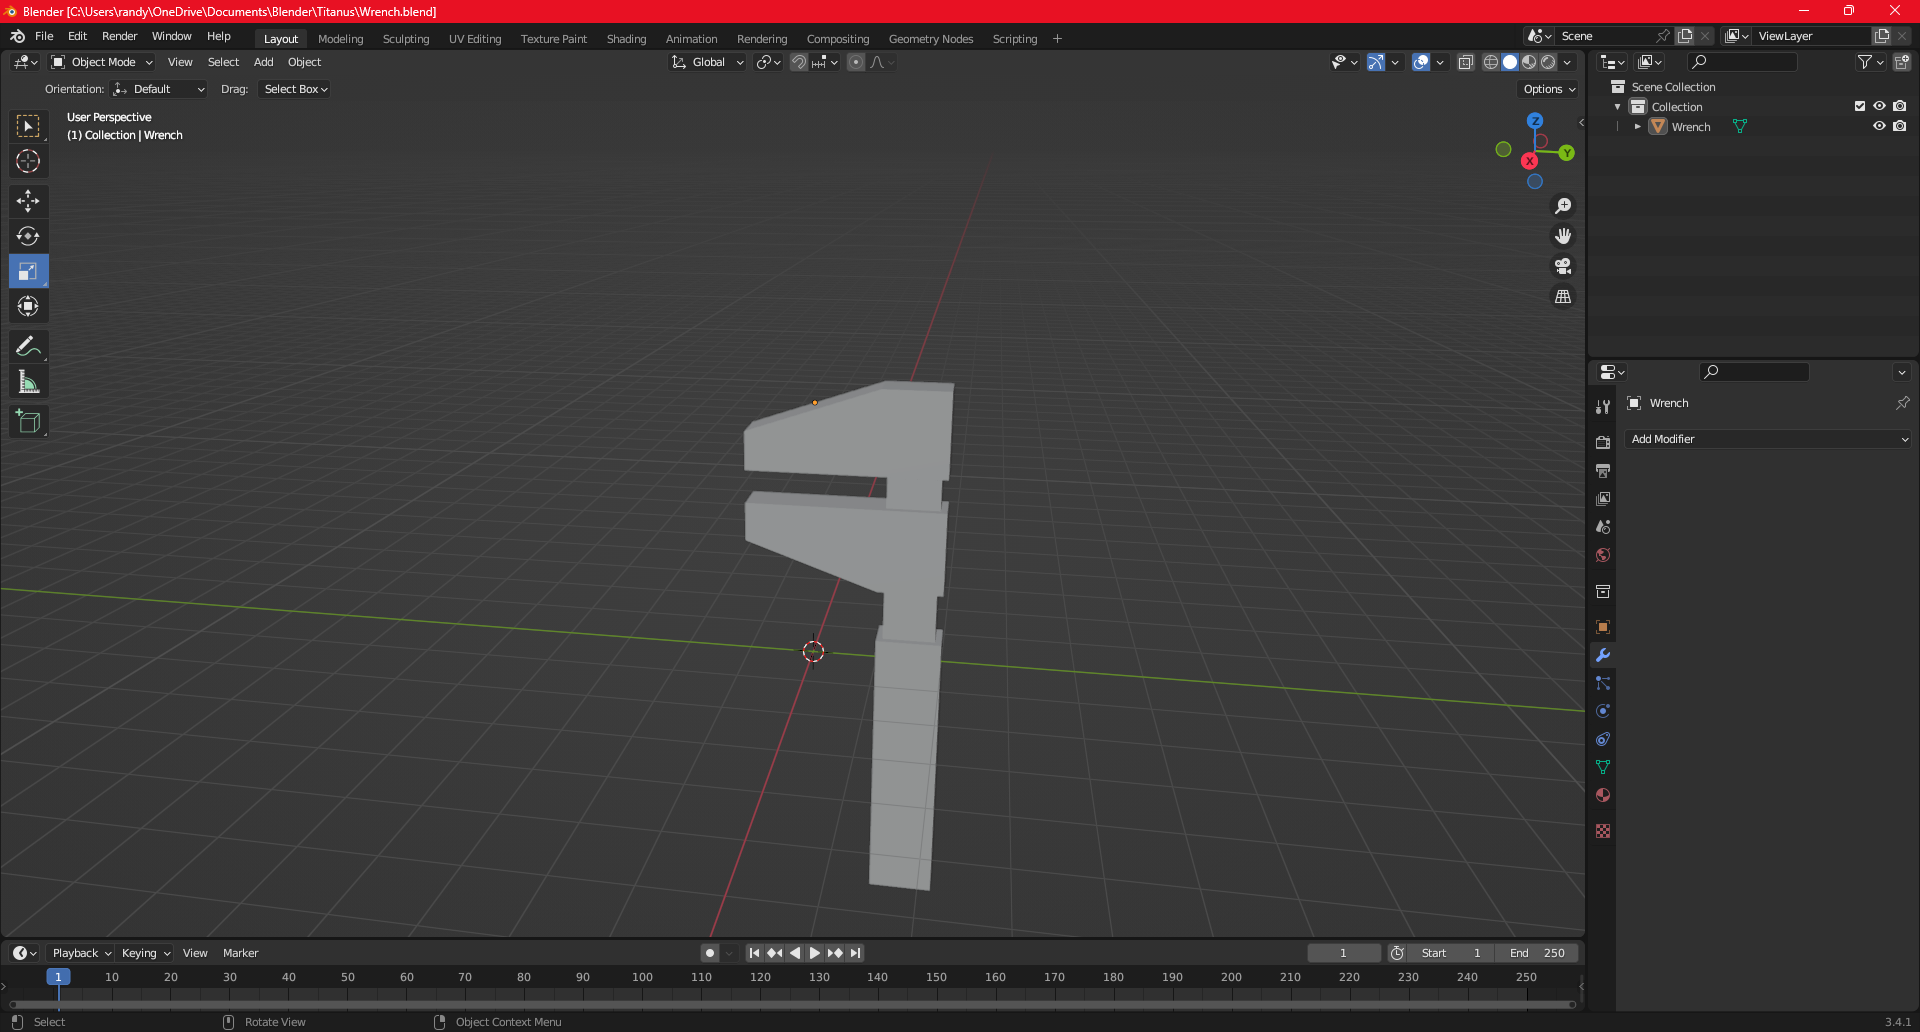 Blender [C:\Users\randy\OneDrive\Documents\Blender\Titanus\Wrench.blend]
File Edit Render Window Help Layout Modeling Sculpting UV Editing Texture Paint Shading Animation Rendering Compositing Geometry Nodes Scripting + Scene ViewLayer
Object Mode View Select Add Object Global
Orientation: Default Drag: Select Box Options
User Perspective
(1) Collection | Wrench
Z
Y
X
Scene Collection
Collection
Wrench
Wrench
Add Modifier
Playback Keying View Marker 1 Start 1 End 250
1 10 20 30 40 50 60 70 80 90 100 110 120 130 140 150 160 170 180 190 200 210 220 230 240 250
Select Rotate View Object Context Menu 3.4.1